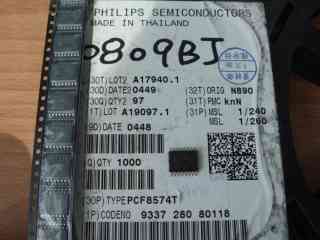 PHILIPS SEMICONDUCTORS
MADE IN THAILAND
0809BJ
(30T)LOT2 A17940.1
(30D)DATE2 0449 (32T)ORIG N890
(30Q)QTY2 97 (31T)PMC knN
(1T)LOT A19097.1 (31P)MSL 1/240
MSL 1/260
(9D)DATE 0448
(Q)QTY 1000
(30P)TYPE PCF8574T
(1P)CODENO 9337 260 80118